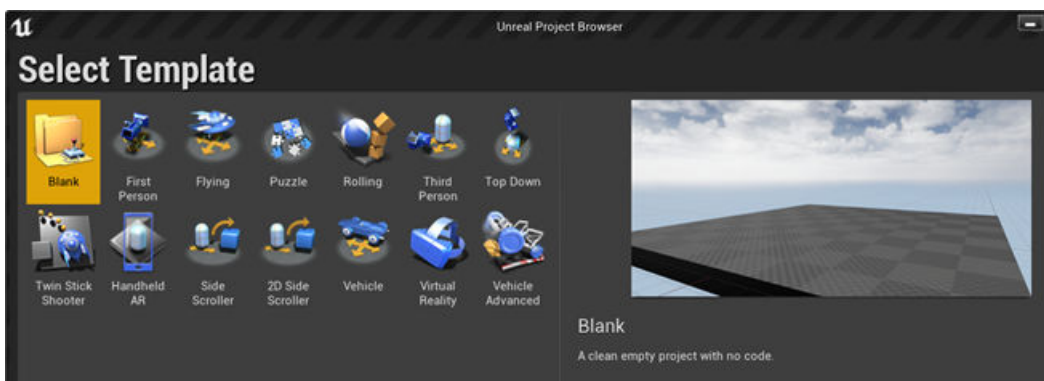 Unreal Project Browser
Select Template
Blank
First
Person
Flying
Puzzle
Rolling
Third
Person
Top Down
Twin Stick
Shooter
Handheld
AR
Side
Scroller
2D Side
Scroller
Vehicle
Virtual
Reality
Vehicle
Advanced
Blank
A clean empty project with no code.